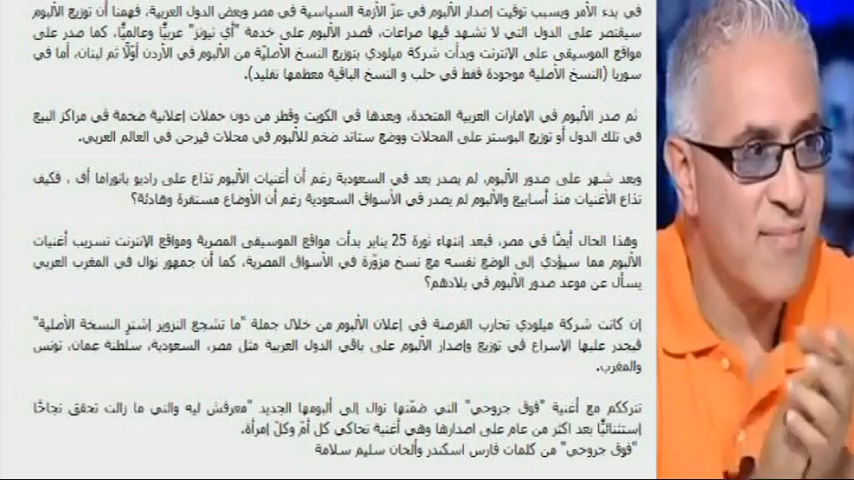 في بدء الأمر وبسبب توقيت إصدار الألبوم في عزّ الأزمة السياسية في مصر وبعض الدول العربية، فهمنا أن توزيع الألبوم
سيقتصر على الدول التي لا تشهد فيها صراعات، فصدر الألبوم على خدمة "أي تيونز" عربيًّا وعالميًّا، كما صدر على
مواقع الموسيقى على الإنترنت وبدأت شركة ميلودي بتوزيع النسخ الأصليّة من الألبوم في الأردن أوّلًا ثم لبنان، أما في
سوريا (النسخ الأصلية موجودة فقط في حلب و النسخ الباقية معظمها تقليد).
ثم صدر الألبوم في الإمارات العربية المتحدة، وبعدها في الكويت وقطر من دون حملات إعلانية ضخمة في مراكز البيع
في تلك الدول أو توزيع البوستر على المحلات ووضع ستاند ضخم للألبوم في محلات فيرجن في العالم العربي.
وبعد شهر على صدور الألبوم، لم يصدر بعد في السعودية رغم أن أغنيات الألبوم تذاع على راديو بانوراما أف ، فكيف
تذاع الأغنيات منذ أسابيع والألبوم لم يصدر في الأسواق السعودية رغم أن الأوضاع مستقرة وهادئة؟
وهذا الحال أيضًا في مصر، فبعد إنتهاء ثورة 25 يناير بدأت مواقع الموسيقى المصرية ومواقع الإنترنت تسريب أغنيات
الألبوم مما سيؤدي إلى الوضع نفسه مع نسخ مزوّرة في الأسواق المصرية، كما أن جمهور نوال في المغرب العربي
يسأل عن موعد صدور الألبوم في بلادهم؟
إن كانت شركة ميلودي تحارب القرصنة في إعلان الألبوم من خلال جملة "ما تشجع التزوير إشترِ النسخة الأصلية"
فيجدر عليها الإسراع في توزيع وإصدار الألبوم على باقي الدول العربية مثل مصر، السعودية، سلطنة عمان، تونس
والمغرب.
نترككم مع أغنية "فوق جروحي" التي ضمّتها نوال إلى ألبومها الجديد "معرفش ليه والتي ما زالت تحقق نجاحًا
إستثنائيًّا بعد اكثر من عام على اصدارها وهي أغنية تحاكي كل أمّ وكلّ إمرأة.
"فوق جروحي" من كلمات فارس اسكندر وألحان سليم سلامة